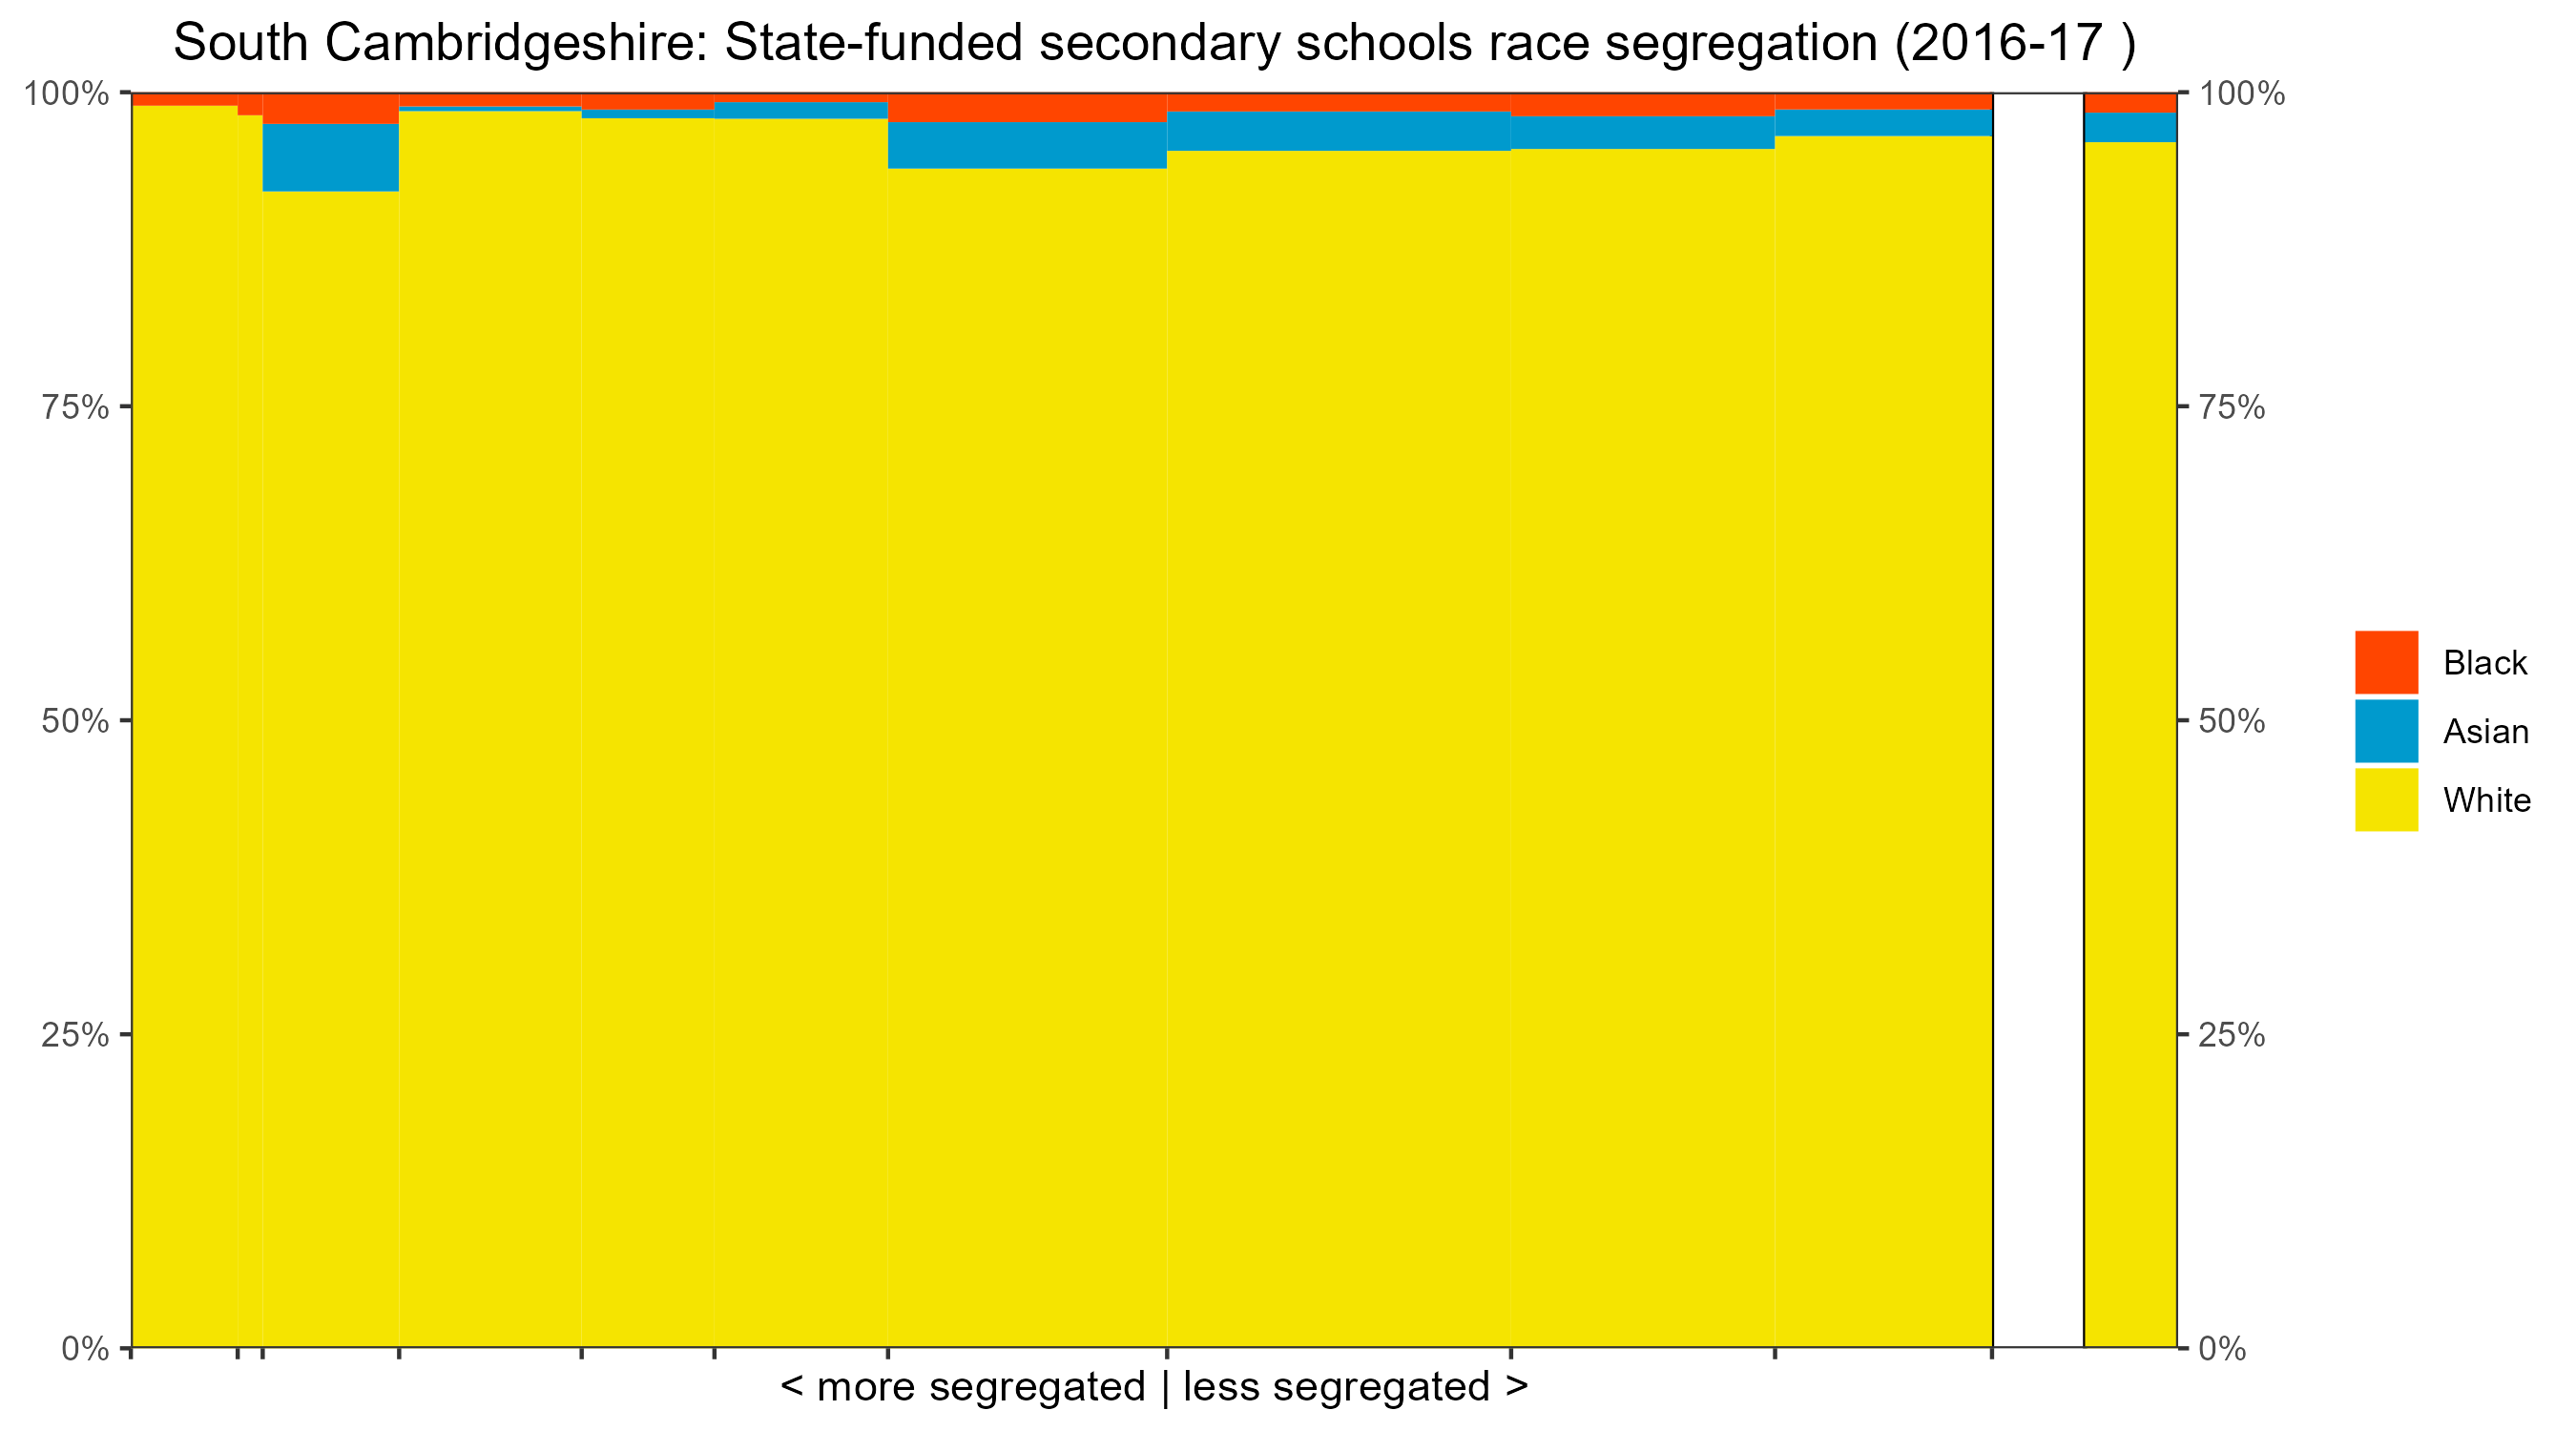 South Cambridgeshire: State-funded secondary schools race segregation (2016-17 )
100%
75%
50%
25%
0%
100%
75%
50%
25%
0%
Black
Asian
White
< more segregated | less segregated >